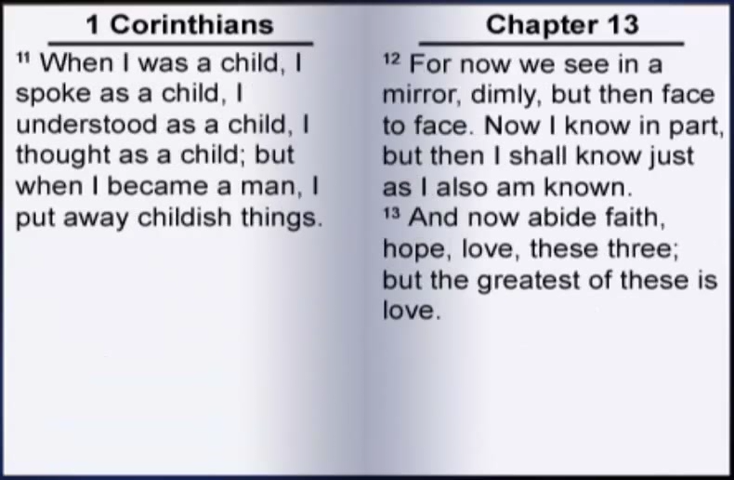 1 Corinthians
¹¹ When I was a child, I
spoke as a child, I
understood as a child, I
thought as a child; but
when I became a man, I
put away childish things.
Chapter 13
¹² For now we see in a
mirror, dimly, but then face
to face. Now I know in part,
but then I shall know just
as I also am known.
¹³ And now abide faith,
hope, love, these three;
but the greatest of these is
love.